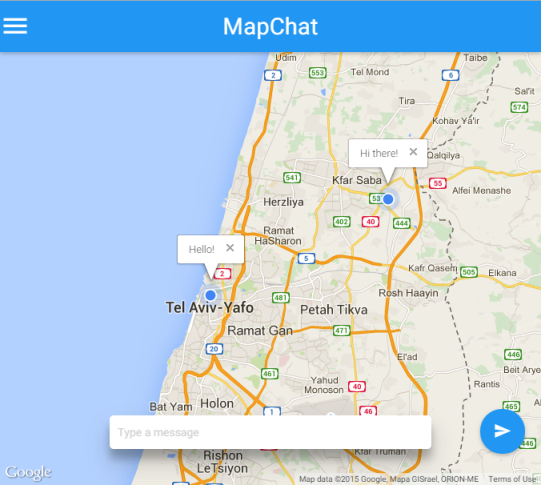 MapChat
Udim
Taibe
2
553
Tel Mond
6
Sal'it
574
Tira
Kohav Ya'ir
Hi there! ×
Qalqilya
541
Kfar Saba
55
Alfei Menashe
Herzliya
53
402
40
444
Ramat
HaSharon
Hello! ×
5
Kafr Qasem
505
Elkana
2
Rosh Haayin
481
Tel Aviv-Yafo
Petah Tikva
Ramat Gan
471
20
El'ad
446
Beit Arye
461
Yahud
Monoson
40
Rantis
Bat Yam
Holon
1
46
465
Type a message
446
Rishon
LeTsiyon
Kfar Truman
Google
Map data ©2015 Google, Mapa GISrael, ORION-ME
Terms of Use